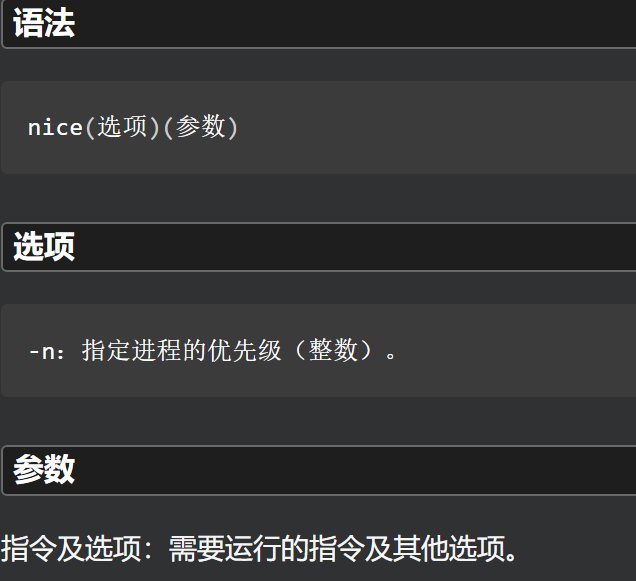 语法
nice(选项)(参数)
选项
-n：指定进程的优先级（整数）。
参数
指令及选项：需要运行的指令及其他选项。